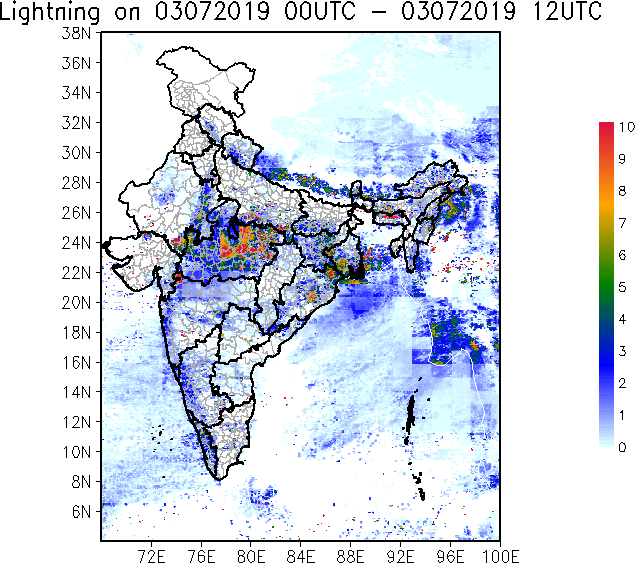 Lightning on 03072019 00UTC – 03072019 12UTC
38N
36N
34N
32N
30N
28N
26N
24N
22N
20N
18N
16N
14N
12N
10N
8N
6N
72E 76E 80E 84E 88E 92E 96E 100E
10
9
8
7
6
5
4
3
2
1
0